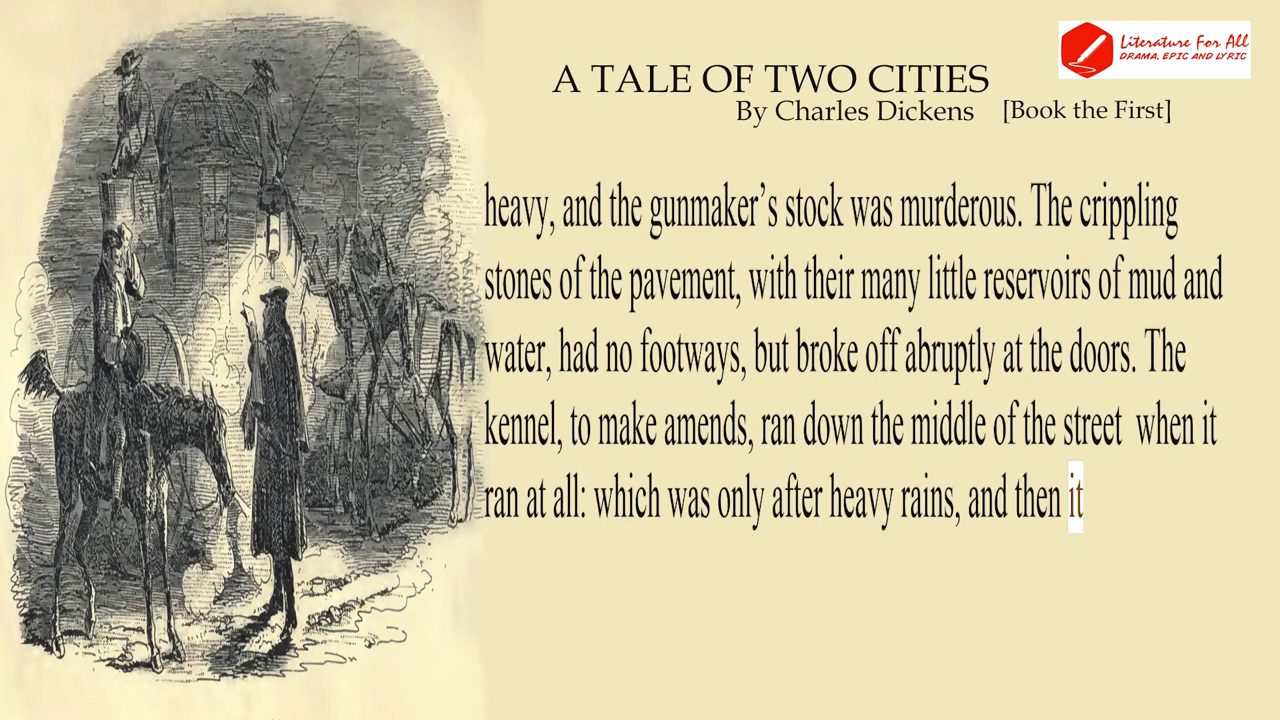 Literature For All
DRAMA, EPIC AND LYRIC
A TALE OF TWO CITIES
By Charles Dickens [Book the First]
heavy, and the gunmaker’s stock was murderous. The crippling
stones of the pavement, with their many little reservoirs of mud and
water, had no footways, but broke off abruptly at the doors. The
kennel, to make amends, ran down the middle of the street when it
ran at all: which was only after heavy rains, and then it